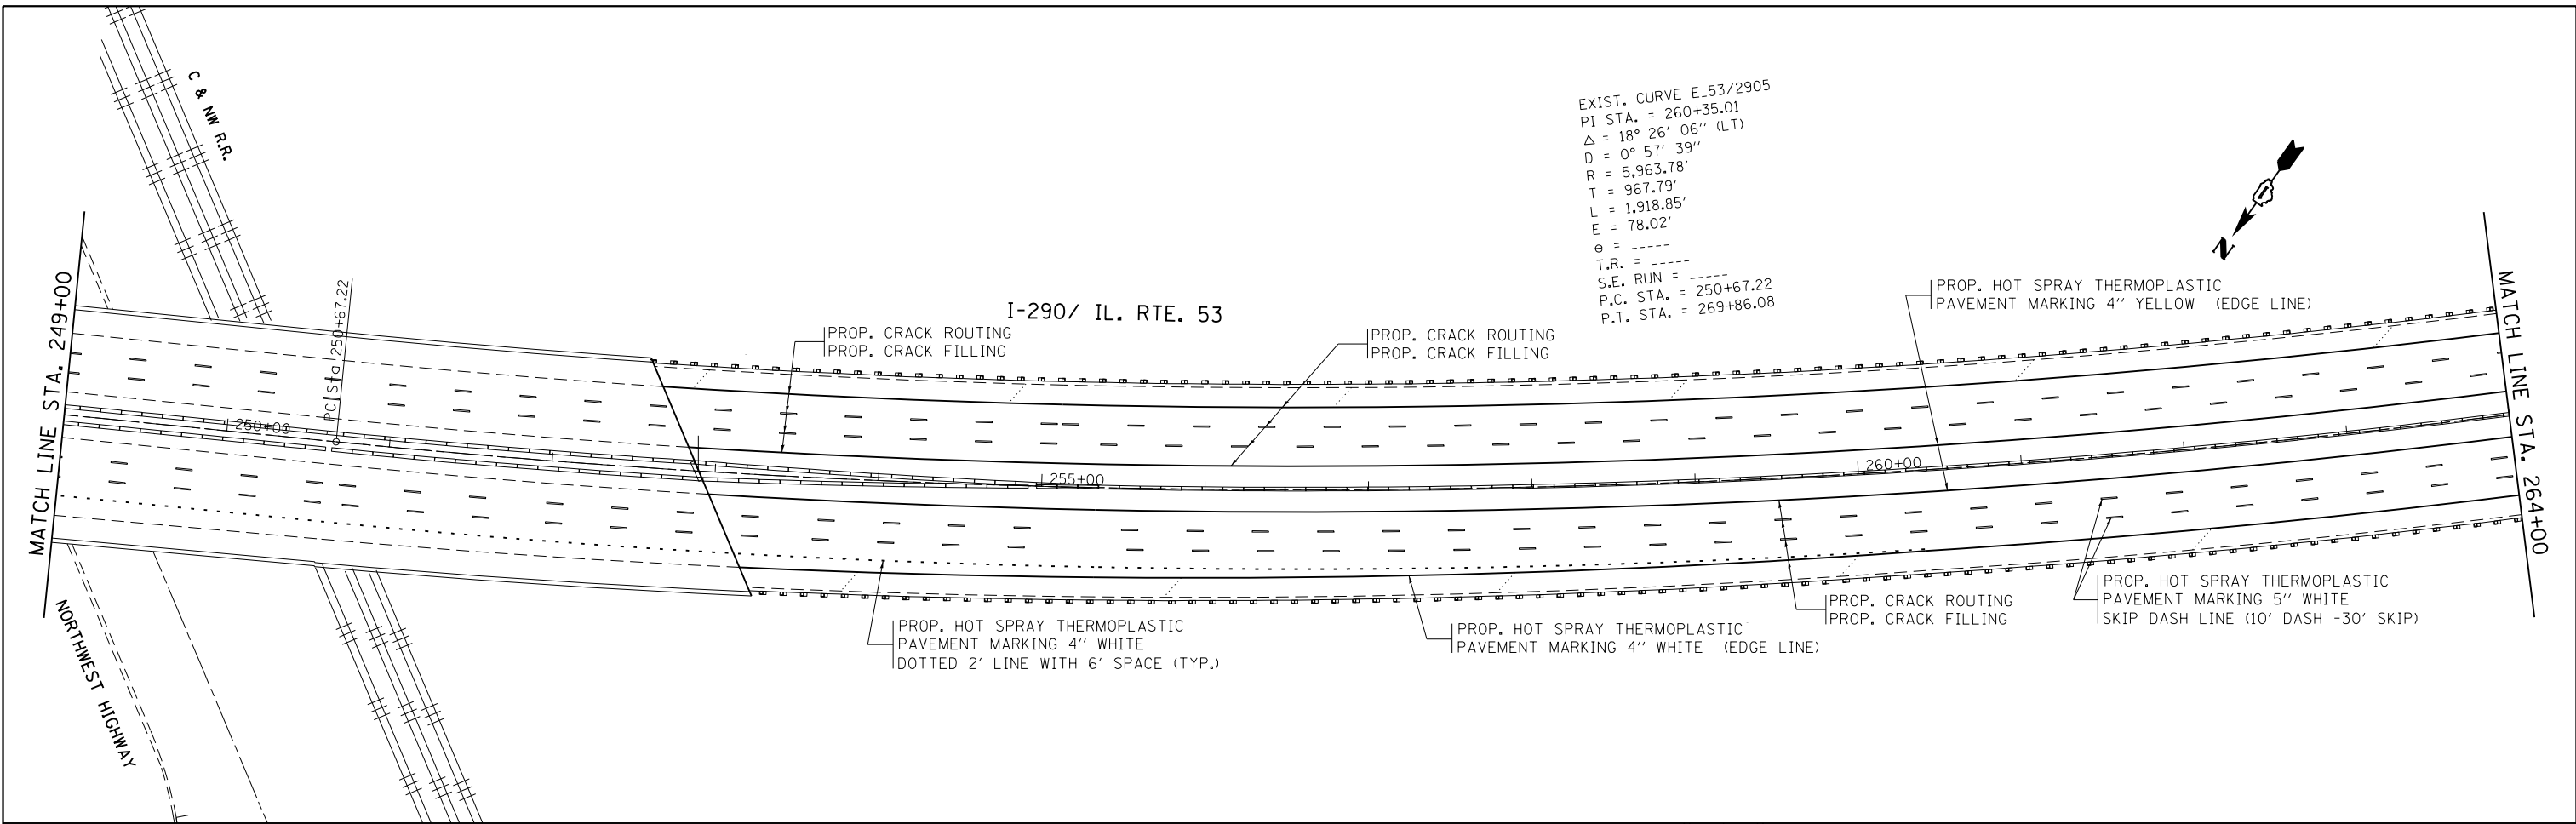 C & NW R.R.
EXIST. CURVE E_53/2905
PI STA. = 260+35.01
Δ = 18° 26' 06" (LT)
D = 0° 57' 39"
R = 5,963.78'
T = 967.79'
L = 1,918.85'
E = 78.02'
e = -----
T.R. = -----
S.E. RUN = -----
P.C. STA. = 250+67.22
P.T. STA. = 269+86.08
N
MATCH LINE STA. 249+00
PC Sta 250+67.22
250+00
I-290/ IL. RTE. 53
PROP. CRACK ROUTING
PROP. CRACK FILLING
PROP. CRACK ROUTING
PROP. CRACK FILLING
PROP. HOT SPRAY THERMOPLASTIC
PAVEMENT MARKING 4" YELLOW (EDGE LINE)
MATCH LINE STA. 264+00
255+00
260+00
NORTHWEST HIGHWAY
PROP. HOT SPRAY THERMOPLASTIC
PAVEMENT MARKING 4" WHITE
DOTTED 2' LINE WITH 6' SPACE (TYP.)
PROP. HOT SPRAY THERMOPLASTIC
PAVEMENT MARKING 4" WHITE (EDGE LINE)
PROP. CRACK ROUTING
PROP. CRACK FILLING
PROP. HOT SPRAY THERMOPLASTIC
PAVEMENT MARKING 5" WHITE
SKIP DASH LINE (10' DASH -30' SKIP)